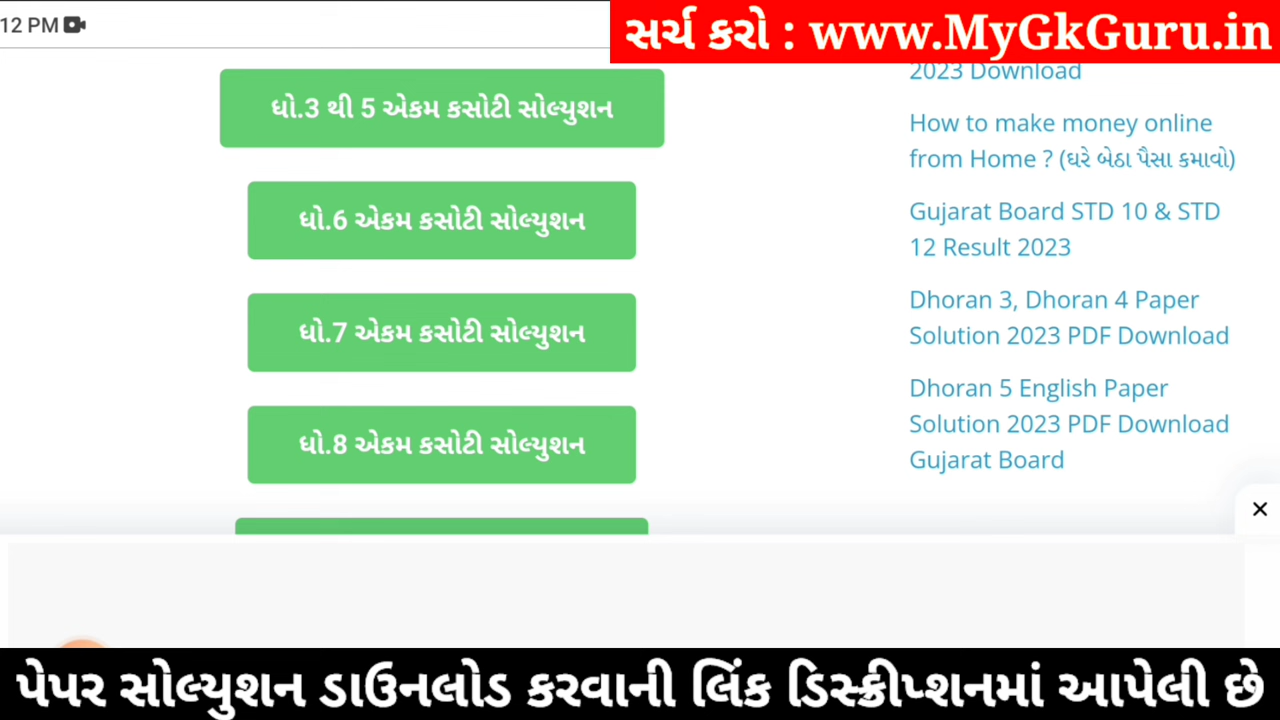 12 PM
સર્ચ કરો : www.MyGkGuru.in
ધો.3 થી 5 એકમ કસોટી સોલ્યુશન
ધો.6 એકમ કસોટી સોલ્યુશન
ધો.7 એકમ કસોટી સોલ્યુશન
ધો.8 એકમ કસોટી સોલ્યુશન
2023 Download
How to make money online
from Home ? (ઘરે બેઠા પૈસા કમાવો)
Gujarat Board STD 10 & STD
12 Result 2023
Dhoran 3, Dhoran 4 Paper
Solution 2023 PDF Download
Dhoran 5 English Paper
Solution 2023 PDF Download
Gujarat Board
પેપર સોલ્યુશન ડાઉનલોડ કરવાની લિંક ડિસ્ક્રીપ્શનમાં આપેલી છે